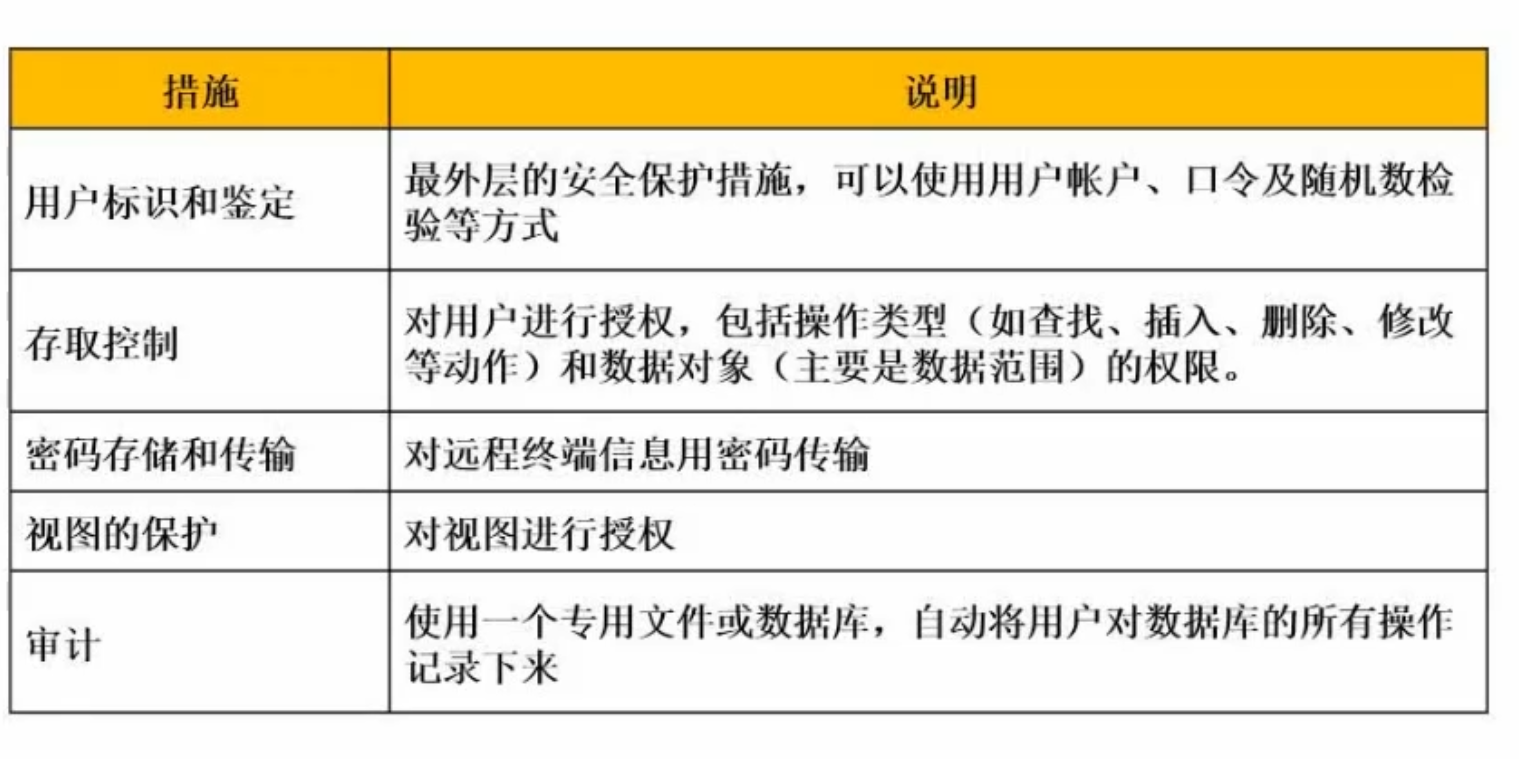 措施
说明
用户标识和鉴定
最外层的安全保护措施，可以使用用户帐户、口令及随机数检
验等方式
存取控制
对用户进行授权，包括操作类型（如查找、插入、删除、修改
等动作）和数据对象（主要是数据范围）的权限。
密码存储和传输
对远程终端信息用密码传输
视图的保护
对视图进行授权
审计
使用一个专用文件或数据库，自动将用户对数据库的所有操作
记录下来